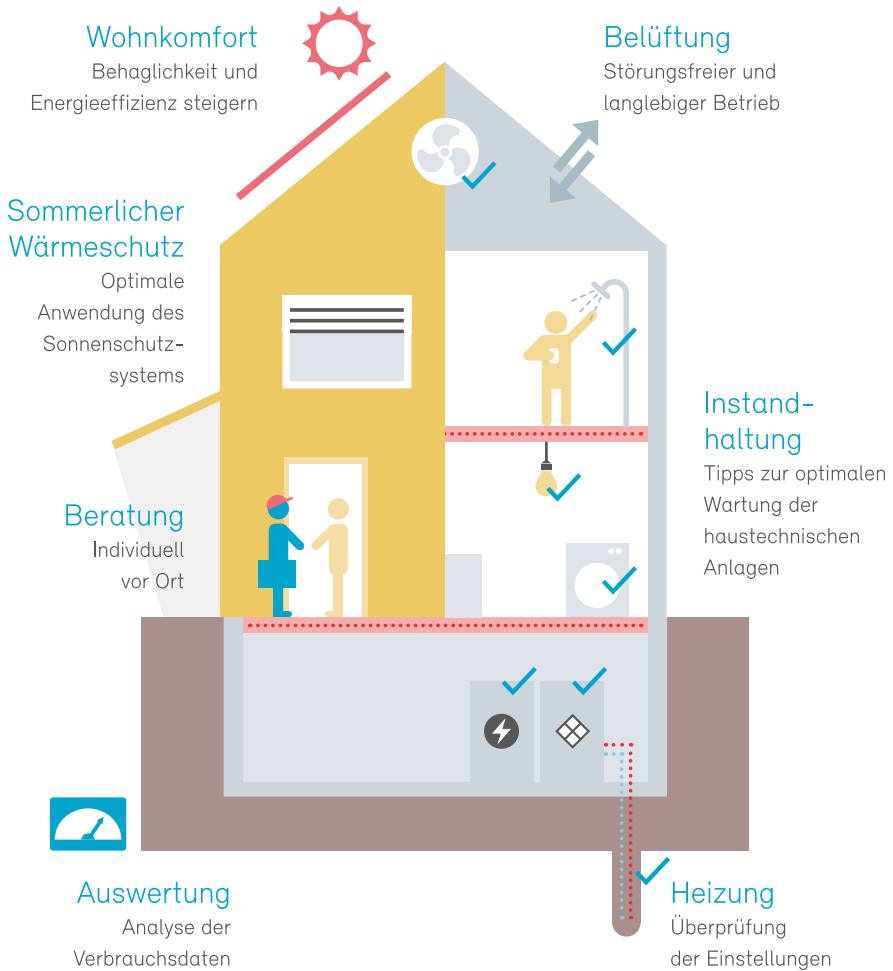 Wohnkomfort
Behaglichkeit und
Energieeffizienz steigern
Belüftung
Störungsfreier und
langlebiger Betrieb
Sommerlicher
Wärmeschutz
Optimale
Anwendung des
Sonnenschutz-
systems
Instand-
haltung
Tipps zur optimalen
Wartung der
haustechnischen
Anlagen
Beratung
Individuell
vor Ort
Auswertung
Analyse der
Verbrauchsdaten
Heizung
Überprüfung
der Einstellungen